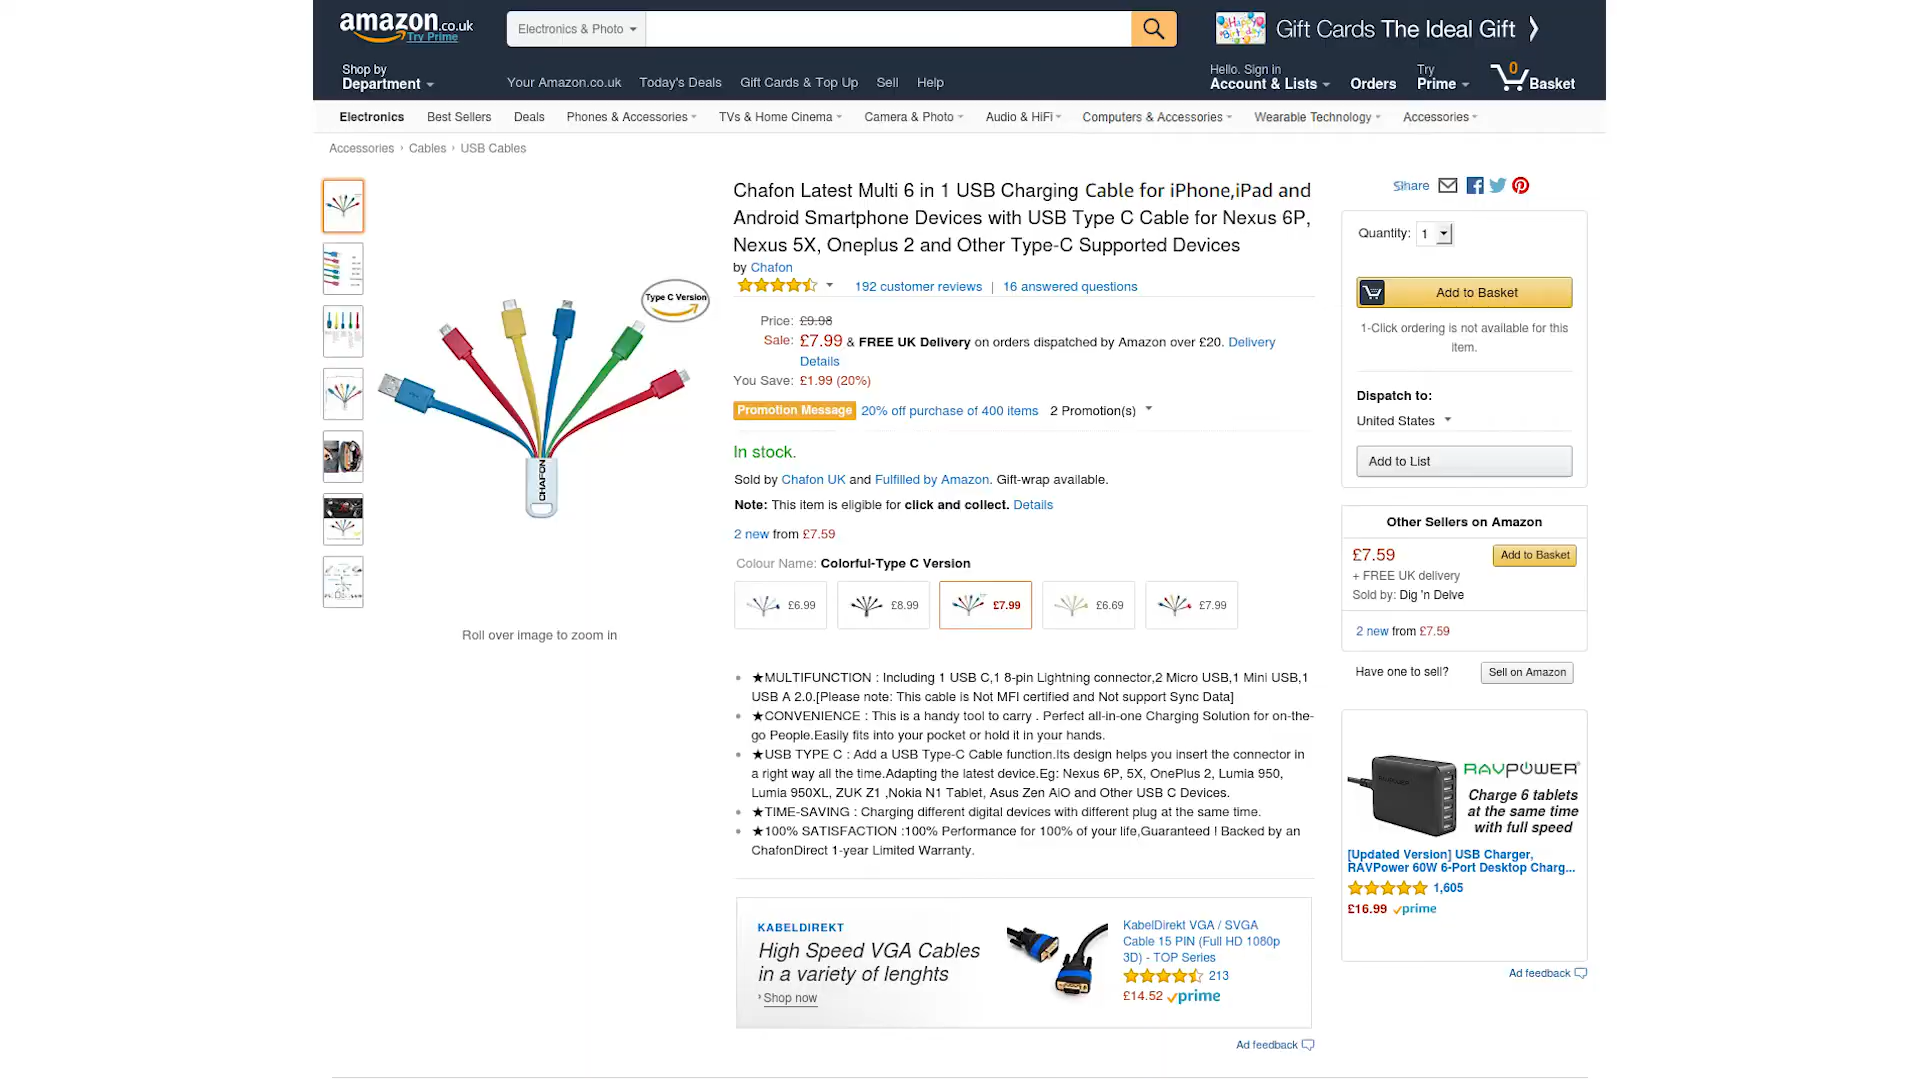 amazon.co.uk
Try Prime
Electronics & Photo
Gift Cards The Ideal Gift
Shop by
Department
Your Amazon.co.uk Today's Deals Gift Cards & Top Up Sell Help
Hello. Sign in
Account & Lists
Orders
Try
Prime
0
Basket
Electronics Best Sellers Deals Phones & Accessories TVs & Home Cinema Camera & Photo Audio & HiFi Computers & Accessories Wearable Technology Accessories
Accessories › Cables › USB Cables
Type C Version
CHAFON
Roll over image to zoom in
Chafon Latest Multi 6 in 1 USB Charging Cable for iPhone,iPad and
Android Smartphone Devices with USB Type C Cable for Nexus 6P,
Nexus 5X, Oneplus 2 and Other Type-C Supported Devices
by Chafon
192 customer reviews | 16 answered questions
Price: £9.98
Sale: £7.99 & FREE UK Delivery on orders dispatched by Amazon over £20. Delivery
Details
You Save: £1.99 (20%)
Promotion Message 20% off purchase of 400 items 2 Promotion(s)
In stock.
Sold by Chafon UK and Fulfilled by Amazon. Gift-wrap available.
Note: This item is eligible for click and collect. Details
2 new from £7.59
Colour Name: Colorful-Type C Version
£6.99 £8.99 £7.99 £6.69 £7.99
★MULTIFUNCTION : Including 1 USB C,1 8-pin Lightning connector,2 Micro USB,1 Mini USB,1
USB A 2.0.[Please note: This cable is Not MFI certified and Not support Sync Data]
★CONVENIENCE : This is a handy tool to carry . Perfect all-in-one Charging Solution for on-the-
go People.Easily fits into your pocket or hold it in your hands.
★USB TYPE C : Add a USB Type-C Cable function.Its design helps you insert the connector in
a right way all the time.Adapting the latest device.Eg: Nexus 6P, 5X, OnePlus 2, Lumia 950,
Lumia 950XL, ZUK Z1 ,Nokia N1 Tablet, Asus Zen AiO and Other USB C Devices.
★TIME-SAVING : Charging different digital devices with different plug at the same time.
★100% SATISFACTION :100% Performance for 100% of your life,Guaranteed ! Backed by an
ChafonDirect 1-year Limited Warranty.
KABELDIREKT
High Speed VGA Cables
in a variety of lenghts
› Shop now
KabelDirekt VGA / SVGA
Cable 15 PIN (Full HD 1080p
3D) - TOP Series
213
£14.52 prime
Ad feedback
Share
Quantity: 1
Add to Basket
1-Click ordering is not available for this
item.
Dispatch to:
United States
Add to List
Other Sellers on Amazon
£7.59 Add to Basket
+ FREE UK delivery
Sold by: Dig 'n Delve
2 new from £7.59
Have one to sell? Sell on Amazon
RAVPOWER
Charge 6 tablets
at the same time
with full speed
[Updated Version] USB Charger,
RAVPower 60W 6-Port Desktop Charg...
1,605
£16.99 prime
Ad feedback